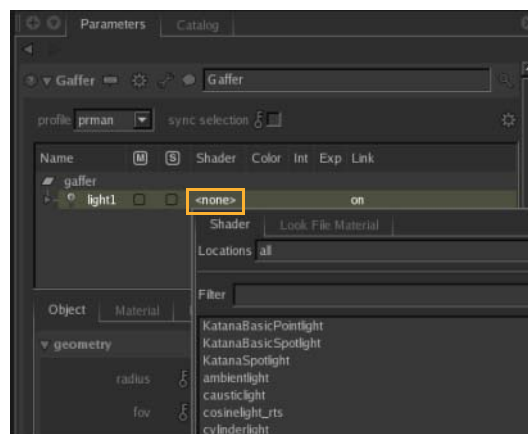 Parameters Catalog
Gaffer Gaffer
profile prman sync selection
Name M S Shader Color Int Exp Link
gaffer
light1 <none> on
Shader Look File Material
Locations all
Filter
Object Material
KatanaBasicPointlight
KatanaBasicSpotlight
geometry
KatanaSpotlight
radius
ambientlight
causticlight
fov
cosinelight_rts
cylinderlight